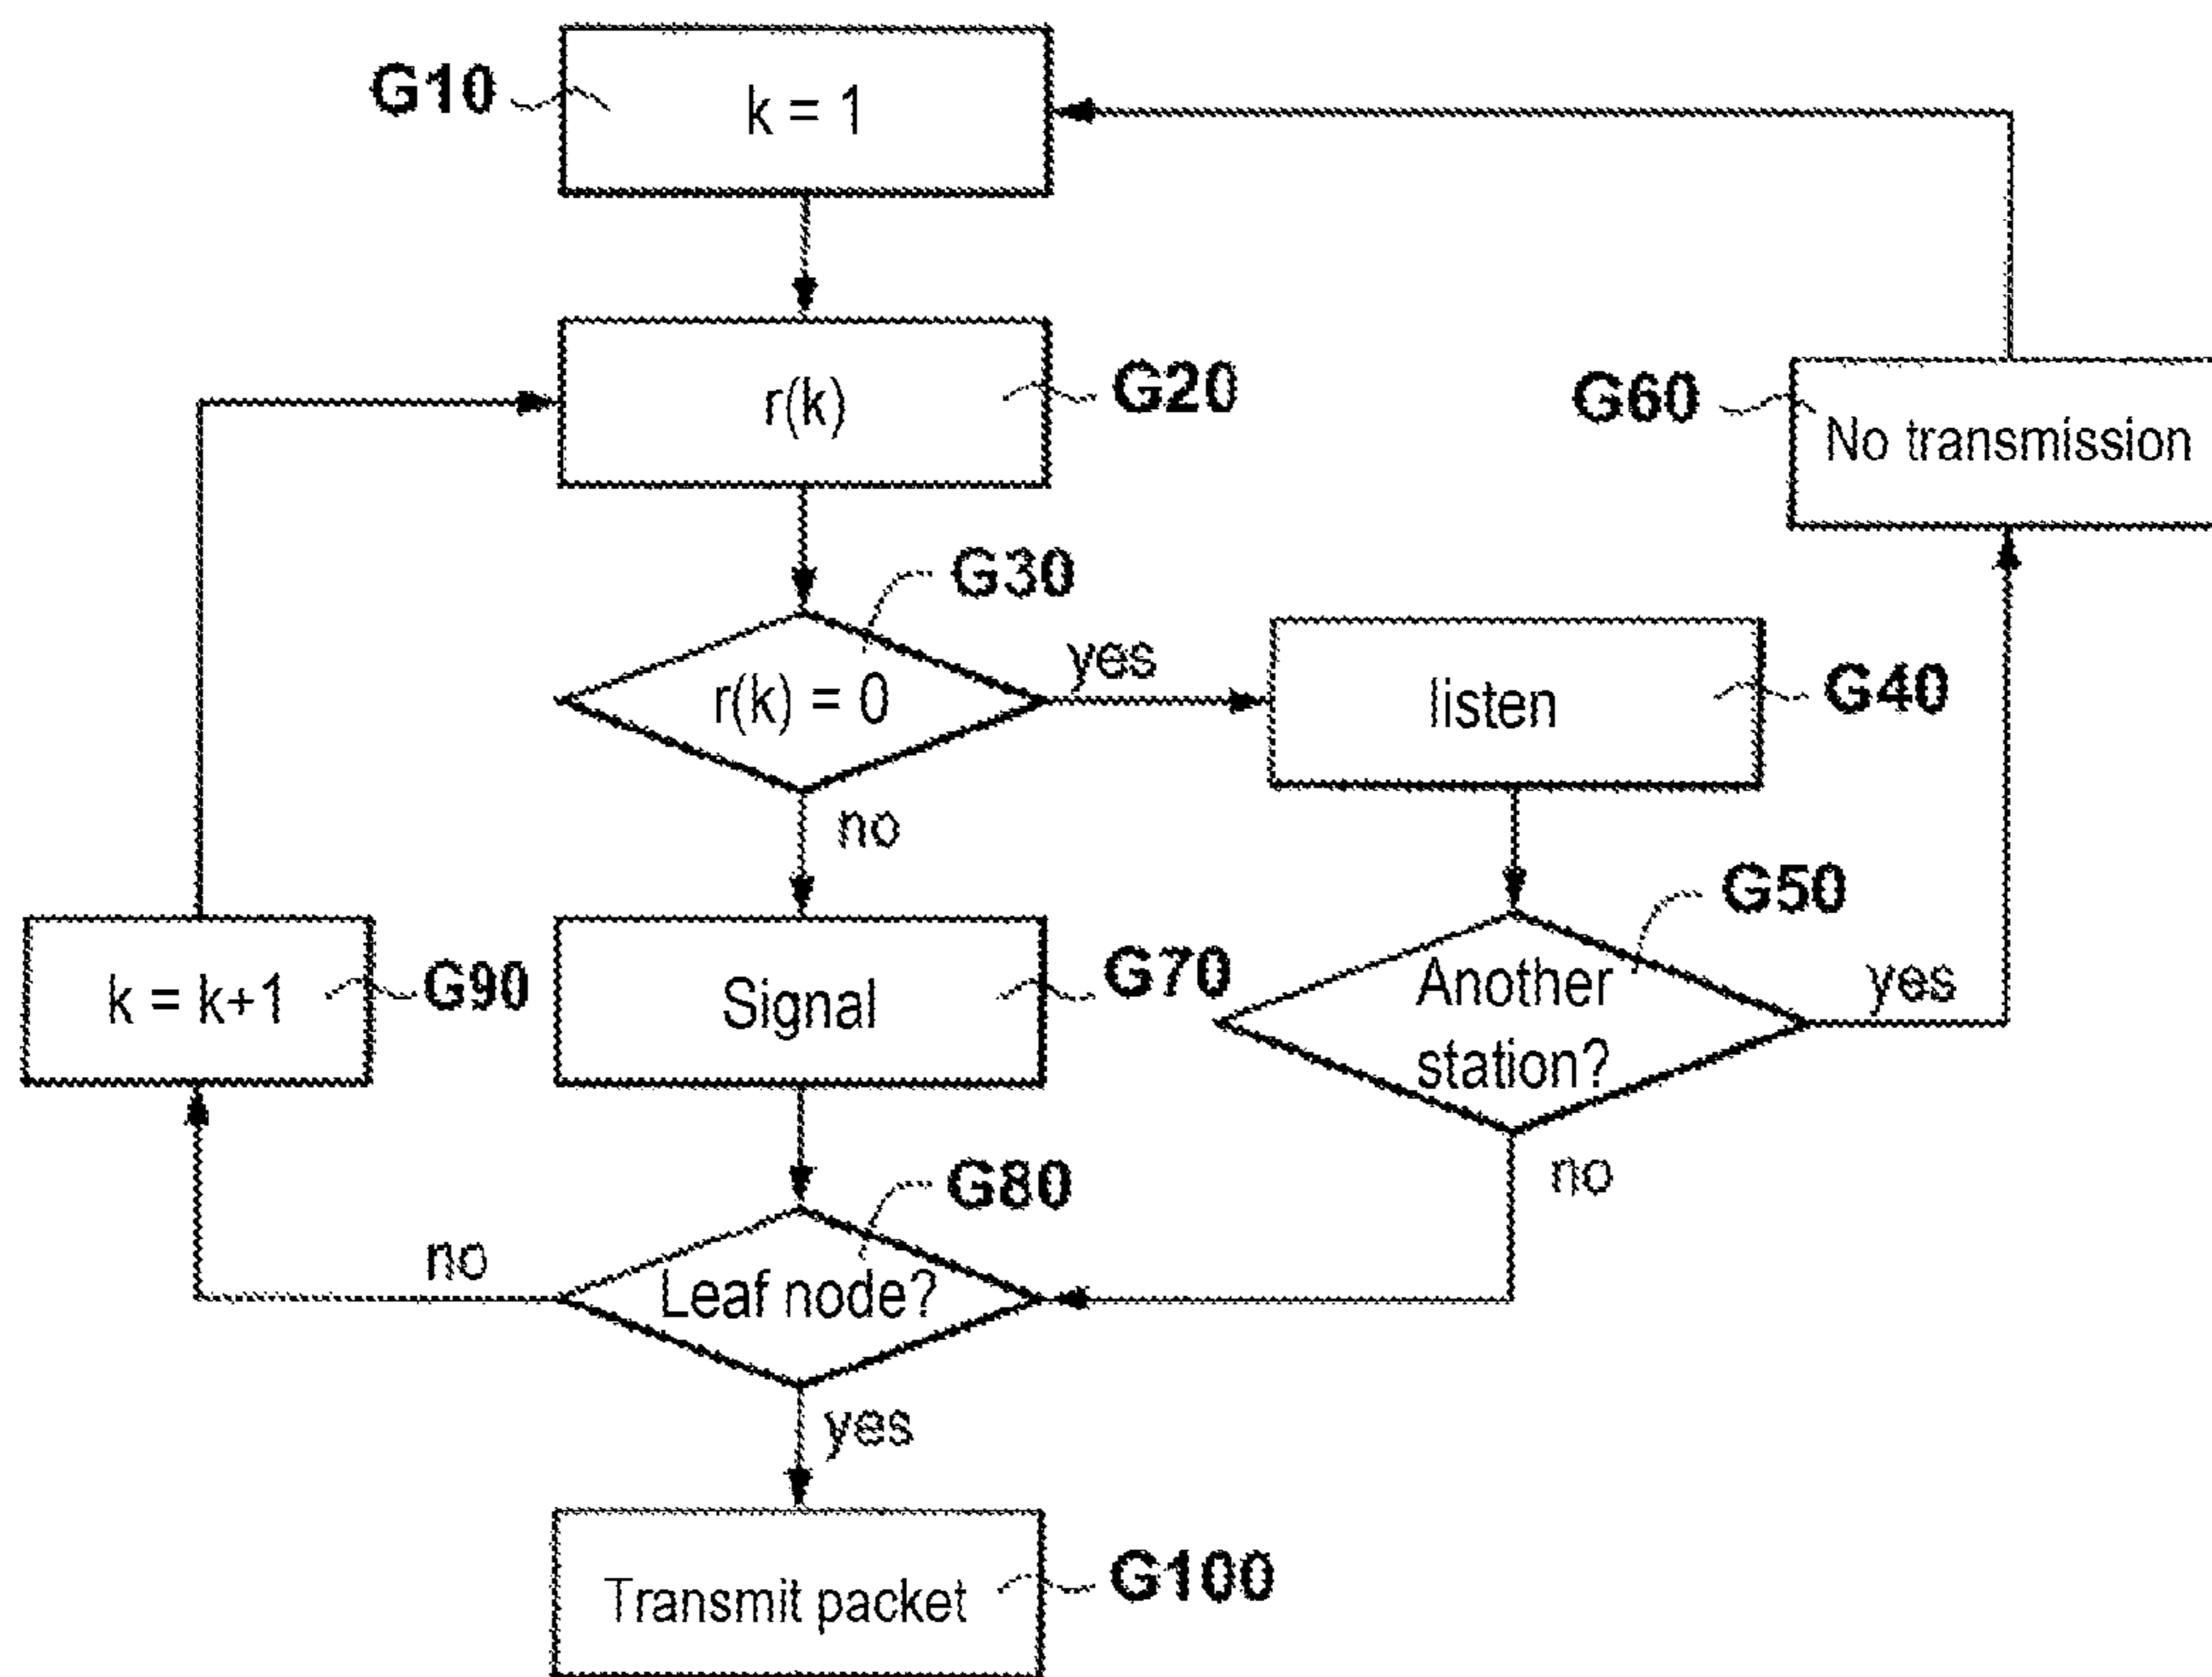 G10
k = 1
r(k)
G20
G60
No transmission
G30
r(k) = 0
yes
listen
G40
no
G50
Another
station?
yes
k = k+1
G90
Signal
G70
no
G80
Leaf node?
no
yes
Transmit packet
G100